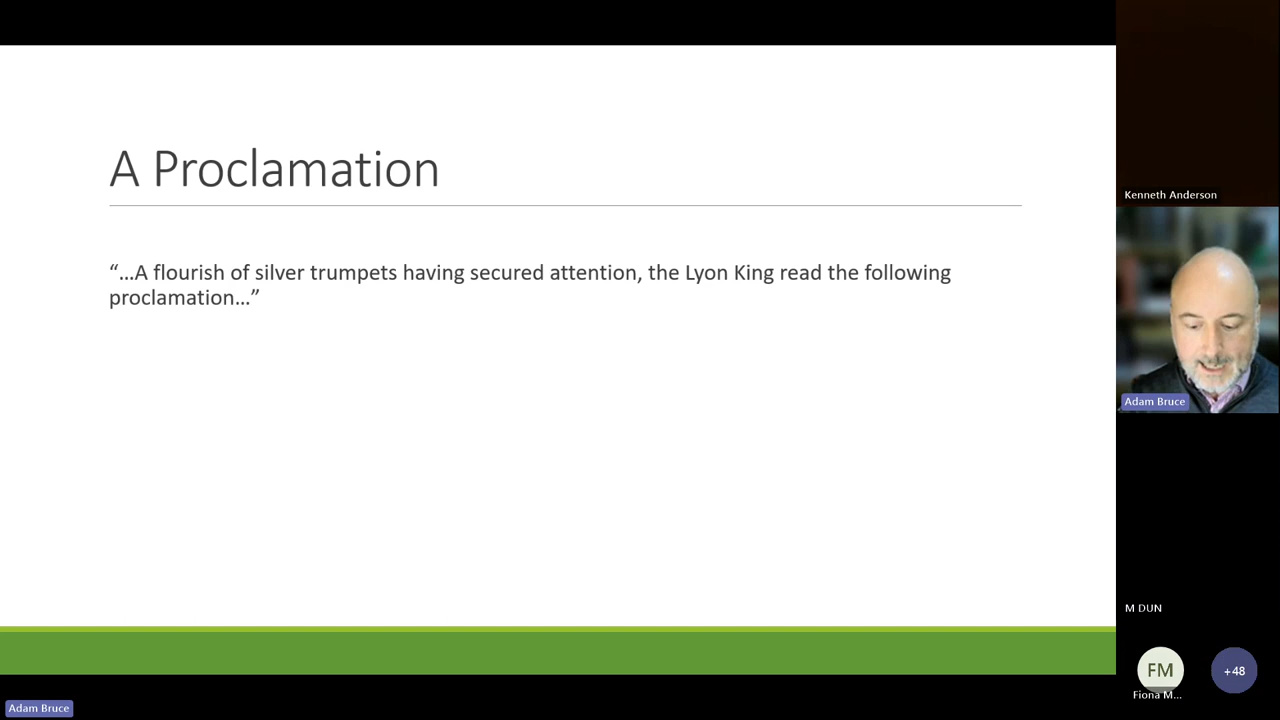 A Proclamation
“…A flourish of silver trumpets having secured attention, the Lyon King read the following
proclamation…”
Kenneth Anderson
Adam Bruce
M DUN
FM
Fiona M...
+48
Adam Bruce